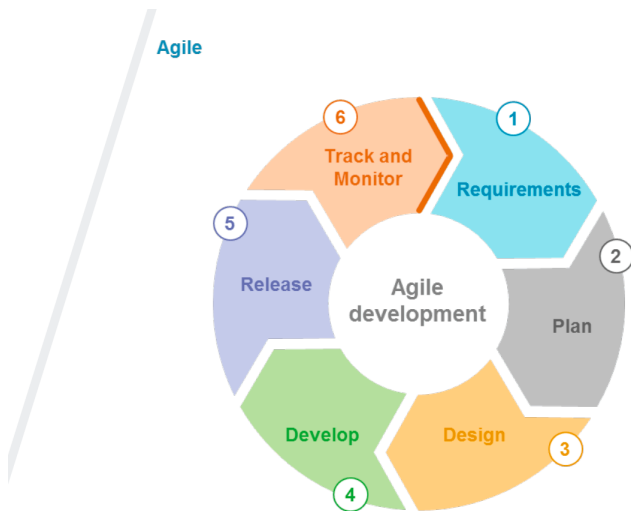 Agile
1
Requirements
2
Plan
3
Design
4
Develop
5
Release
6
Track and
Monitor
Agile
development